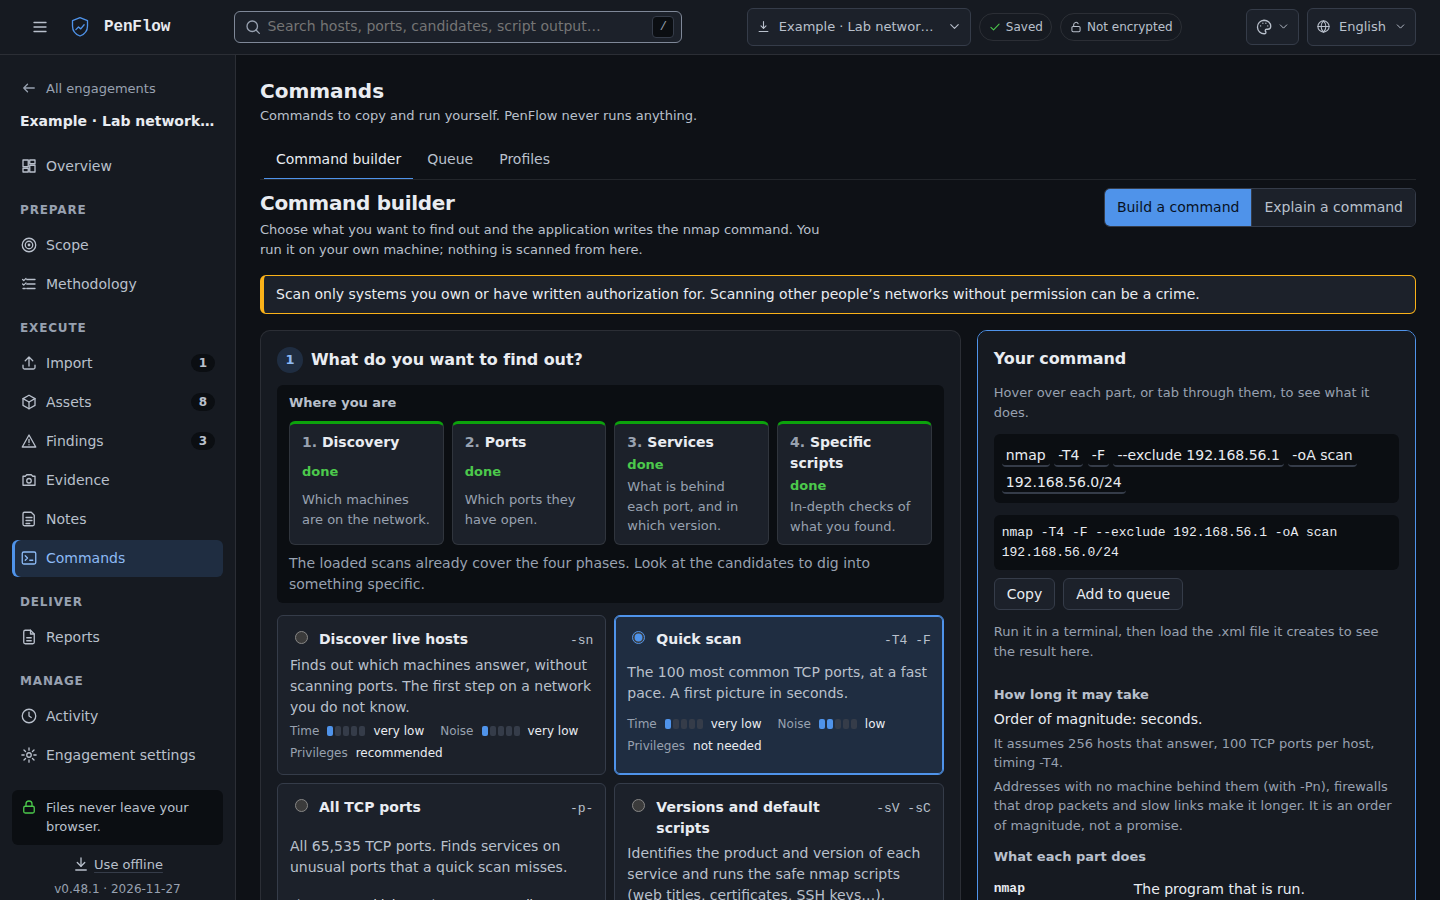 PenFlow
Search hosts, ports, candidates, script output…
/
Example · Lab networ…
Saved
Not encrypted
English
All engagements
Example · Lab network…
Overview
PREPARE
Scope
Methodology
EXECUTE
Import
1
Assets
8
Findings
3
Evidence
Notes
Commands
DELIVER
Reports
MANAGE
Activity
Engagement settings
Files never leave your
browser.
Use offline
v0.48.1 · 2026-11-27
Commands
Commands to copy and run yourself. PenFlow never runs anything.
Command builder
Queue
Profiles
Command builder
Choose what you want to find out and the application writes the nmap command. You
run it on your own machine; nothing is scanned from here.
Build a command
Explain a command
Scan only systems you own or have written authorization for. Scanning other people’s networks without permission can be a crime.
1
What do you want to find out?
Where you are
1. Discovery
done
Which machines
are on the network.
2. Ports
done
Which ports they
have open.
3. Services
done
What is behind
each port, and in
which version.
4. Specific
scripts
done
In-depth checks of
what you found.
The loaded scans already cover the four phases. Look at the candidates to dig into
something specific.
Discover live hosts
-sn
Finds out which machines answer, without
scanning ports. The first step on a network
you do not know.
Time very low Noise very low
Privileges recommended
Quick scan
-T4 -F
The 100 most common TCP ports, at a fast
pace. A first picture in seconds.
Time very low Noise low
Privileges not needed
All TCP ports
-p-
All 65,535 TCP ports. Finds services on
unusual ports that a quick scan misses.
Versions and default
scripts
-sV -sC
Identifies the product and version of each
service and runs the safe nmap scripts
(web titles, certificates, SSH keys…).
Your command
Hover over each part, or tab through them, to see what it
does.
nmap -T4 -F --exclude 192.168.56.1 -oA scan
192.168.56.0/24
nmap -T4 -F --exclude 192.168.56.1 -oA scan
192.168.56.0/24
Copy
Add to queue
Run it in a terminal, then load the .xml file it creates to see
the result here.
How long it may take
Order of magnitude: seconds.
It assumes 256 hosts that answer, 100 TCP ports per host,
timing -T4.
Addresses with no machine behind them (with -Pn), firewalls
that drop packets and slow links make it longer. It is an order
of magnitude, not a promise.
What each part does
nmap
The program that is run.